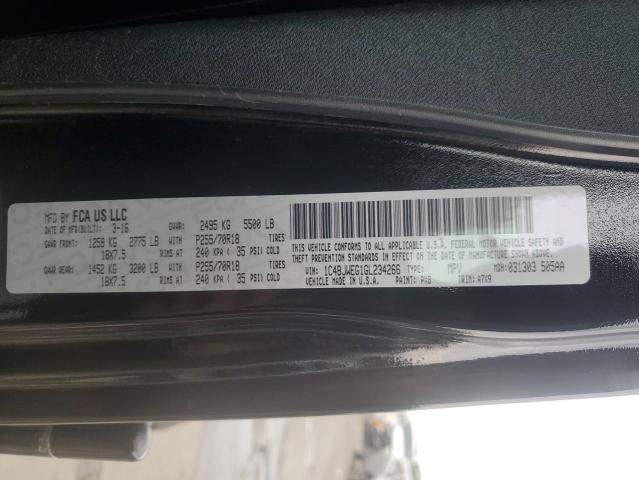 MFD BY FCA US LLC
DATE OF MFR(BUILT): 3-16 GVWR: 2495 KG 5500 LB
GAWR FRONT: 1259 KG 2775 LB WITH P255/70R18 TIRES
18X7.5 RIMS AT 240 KPA ( 35 PSI) COLD
GAWR REAR: 1452 KG 3200 LB WITH P255/70R18 TIRES
18X7.5 RIMS AT 240 KPA ( 35 PSI) COLD
THIS VEHICLE CONFORMS TO ALL APPLICABLE U.S.A. FEDERAL MOTOR VEHICLE SAFETY AND
THEFT PREVENTION STANDARDS IN EFFECT ON THE DATE OF MANUFACTURE SHOWN ABOVE.
VIN: 1C4BJWEG1GL234266 TYPE: MPV MDH: 031303 505AA
VEHICLE MADE IN U.S.A. PAINT: PX8 TRIM: A7X9